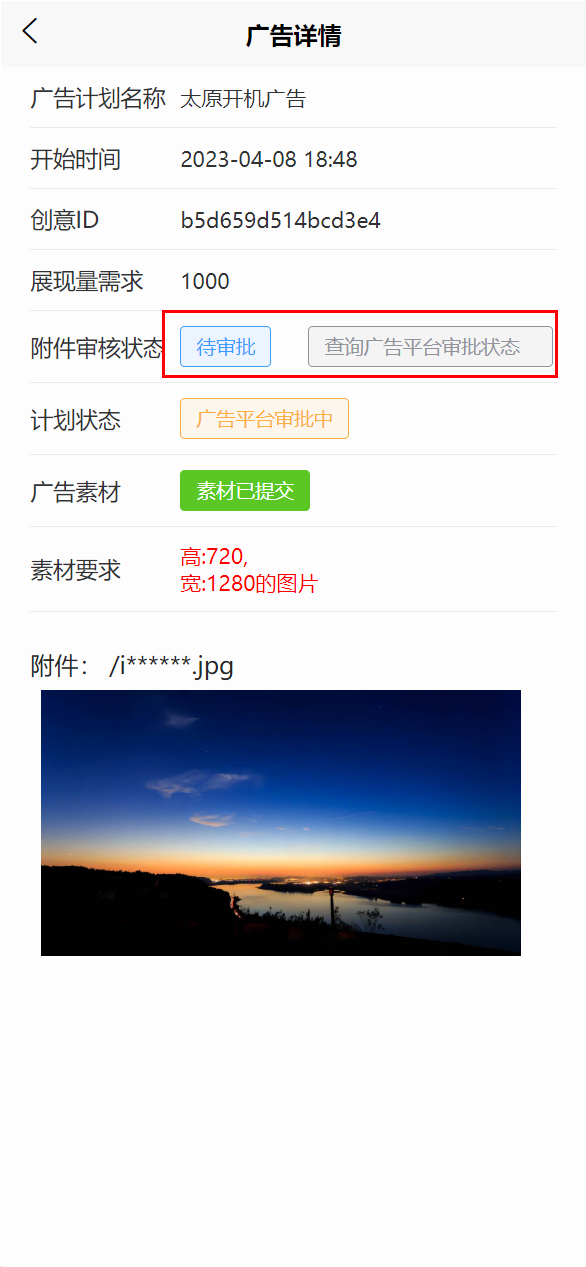 广告详情
广告计划名称 太原开机广告
开始时间 2023-04-08 18:48
创意ID b5d659d514bcd3e4
展现量需求 1000
附件审核状态 待审批 查询广告平台审批状态
计划状态 广告平台审批中
广告素材 素材已提交
素材要求 高:720,
宽:1280的图片
附件： /i******.jpg